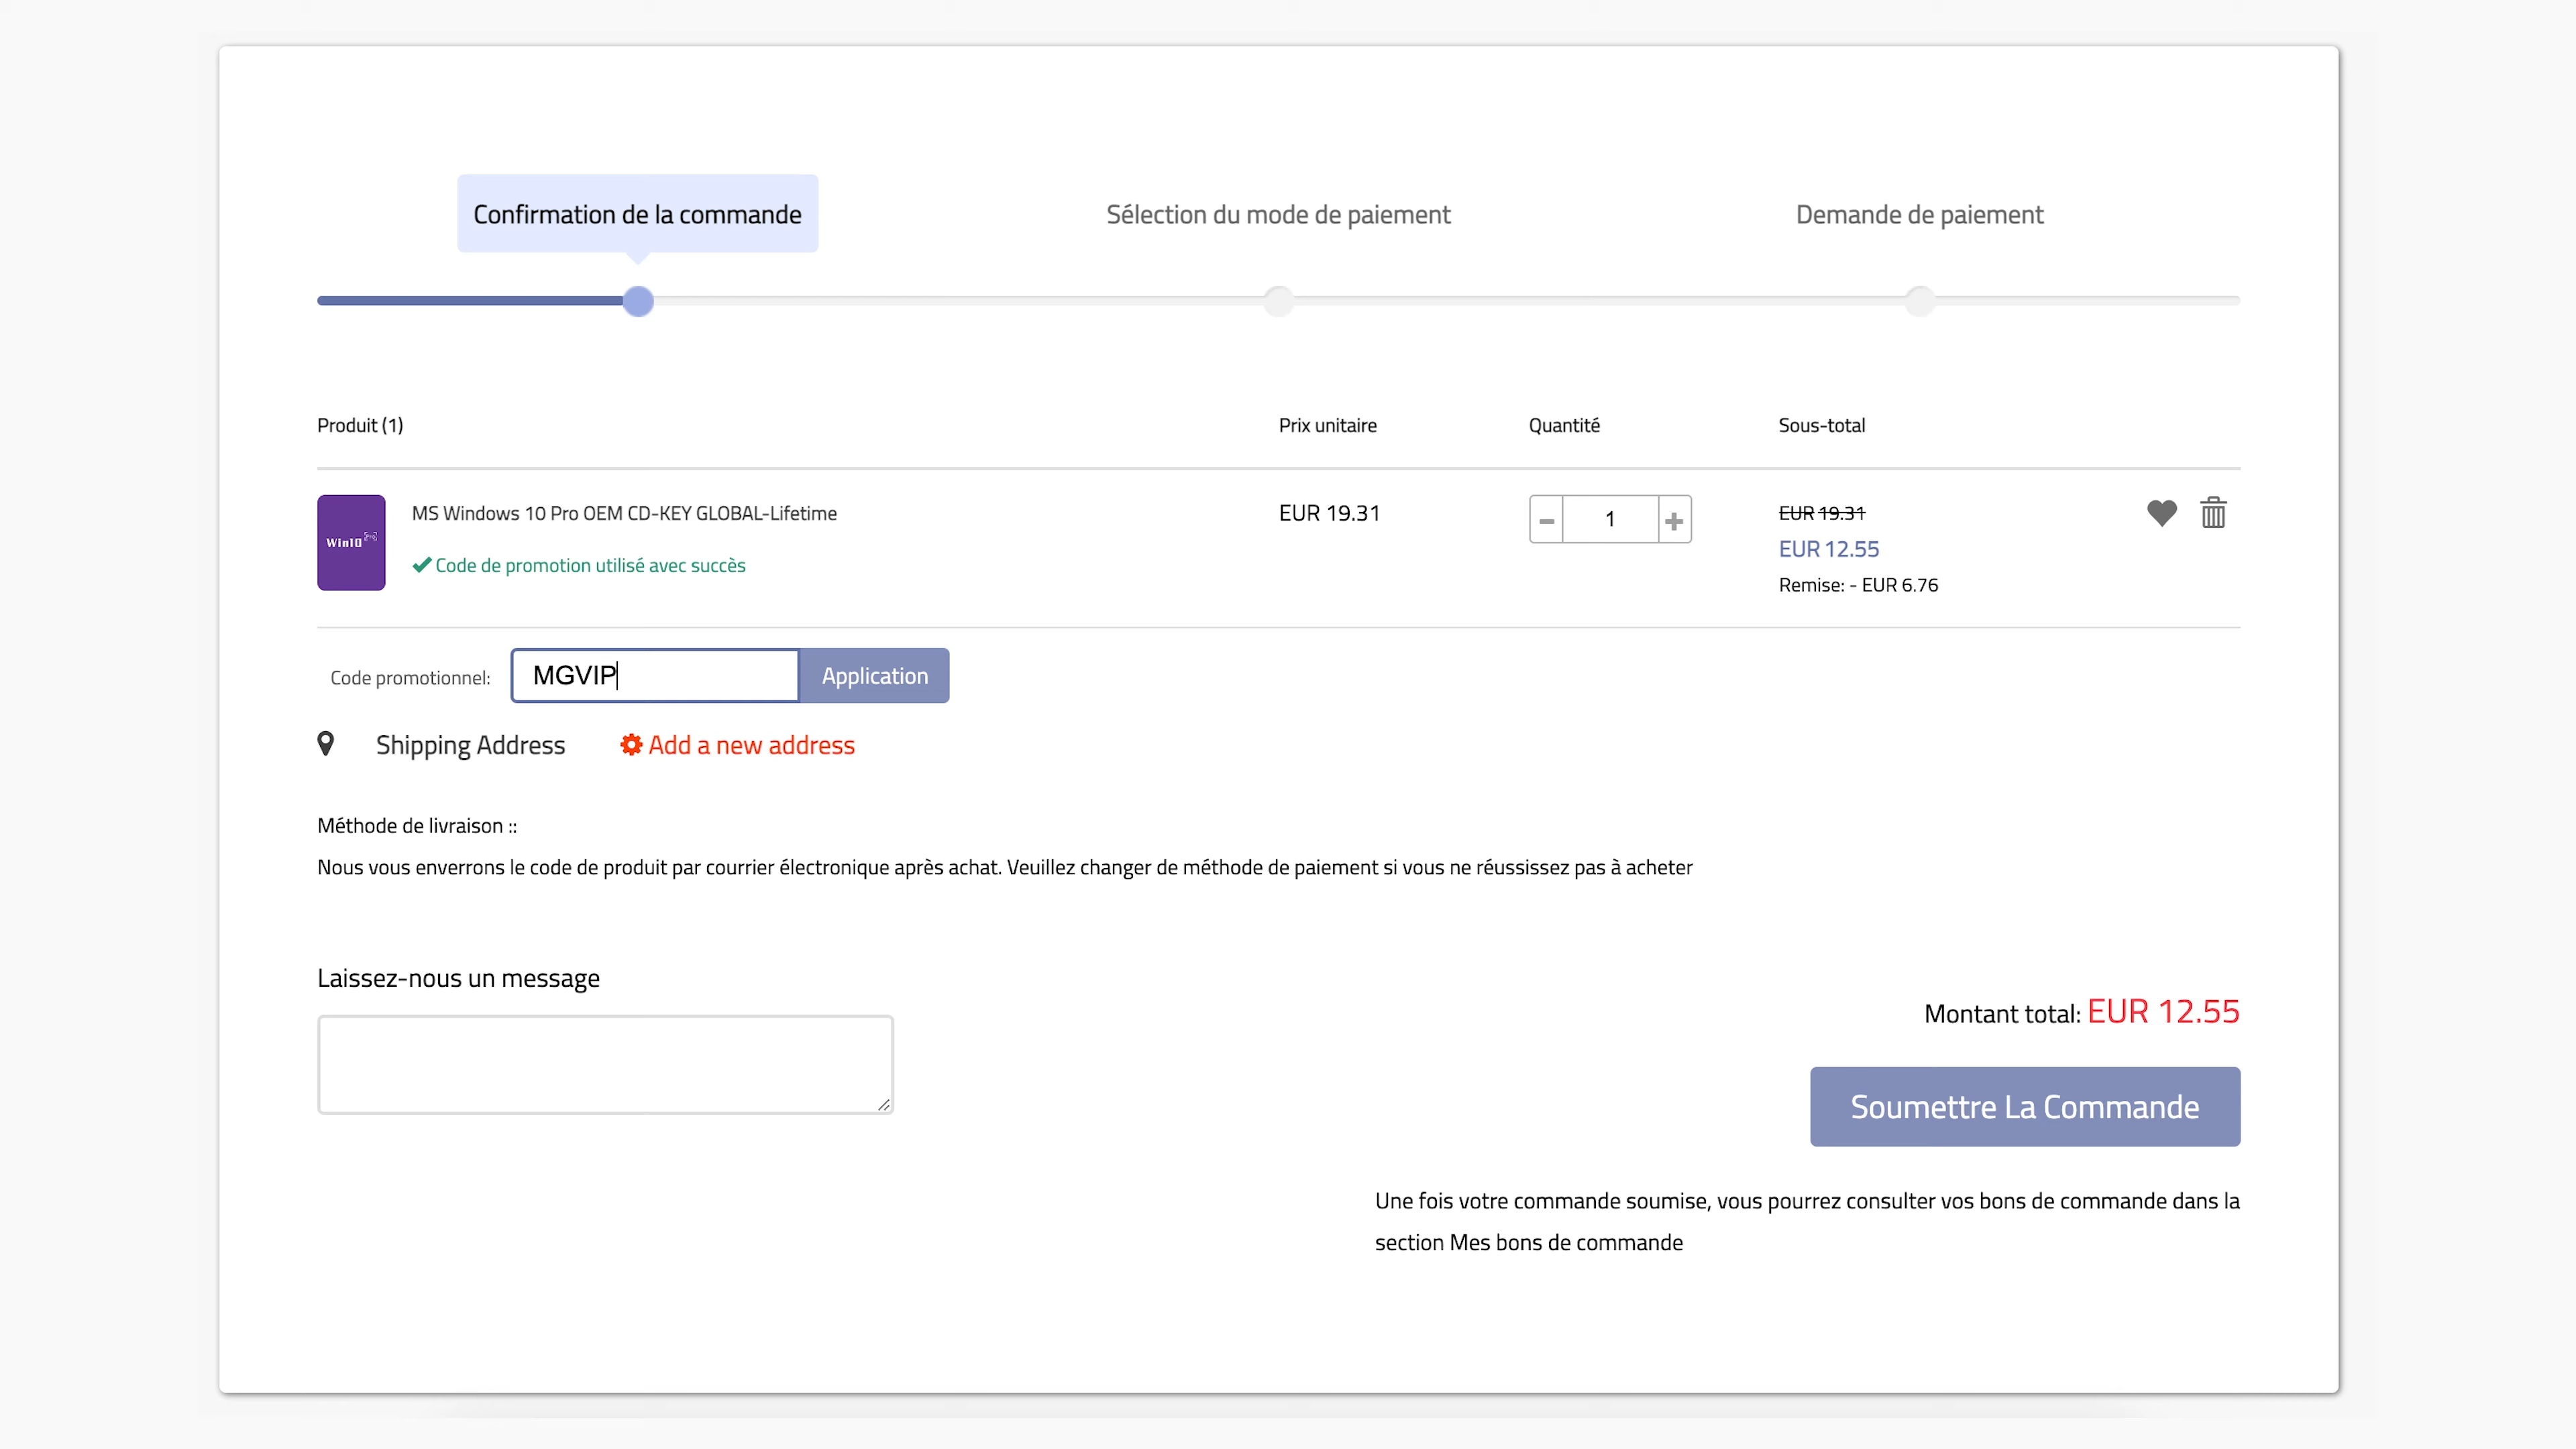 Confirmation de la commande
Sélection du mode de paiement
Demande de paiement
Produit (1)
Prix unitaire
Quantité
Sous-total
Win10
MS Windows 10 Pro OEM CD-KEY GLOBAL-Lifetime
EUR 19.31
1
EUR 19.31
EUR 12.55
Code de promotion utilisé avec succès
Remise: - EUR 6.76
Code promotionnel:
MGVIP
Application
Shipping Address
Add a new address
Méthode de livraison ::
Nous vous enverrons le code de produit par courrier électronique après achat. Veuillez changer de méthode de paiement si vous ne réussissez pas à acheter
Laissez-nous un message
Montant total: EUR 12.55
Soumettre La Commande
Une fois votre commande soumise, vous pourrez consulter vos bons de commande dans la
section Mes bons de commande